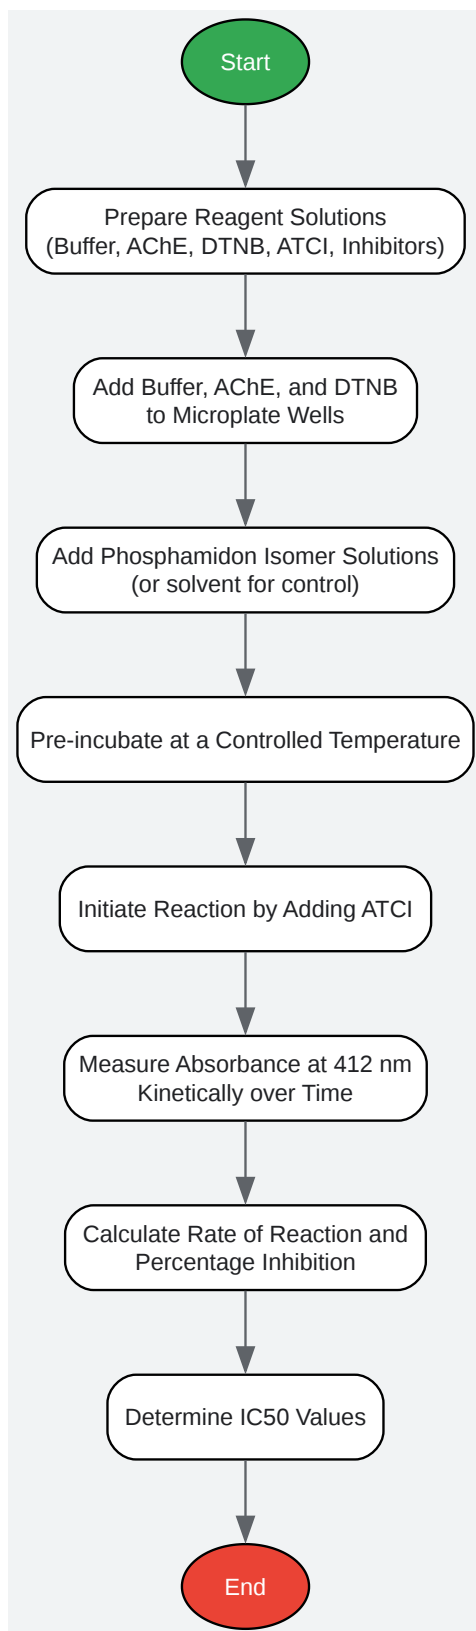 Start
Prepare Reagent Solutions
(Buffer, AChE, DTNB, ATCI, Inhibitors)
Add Buffer, AChE, and DTNB
to Microplate Wells
Add Phosphamidon Isomer Solutions
(or solvent for control)
Pre-incubate at a Controlled Temperature
Initiate Reaction by Adding ATCI
Measure Absorbance at 412 nm
Kinetically over Time
Calculate Rate of Reaction and
Percentage Inhibition
Determine IC50 Values
End